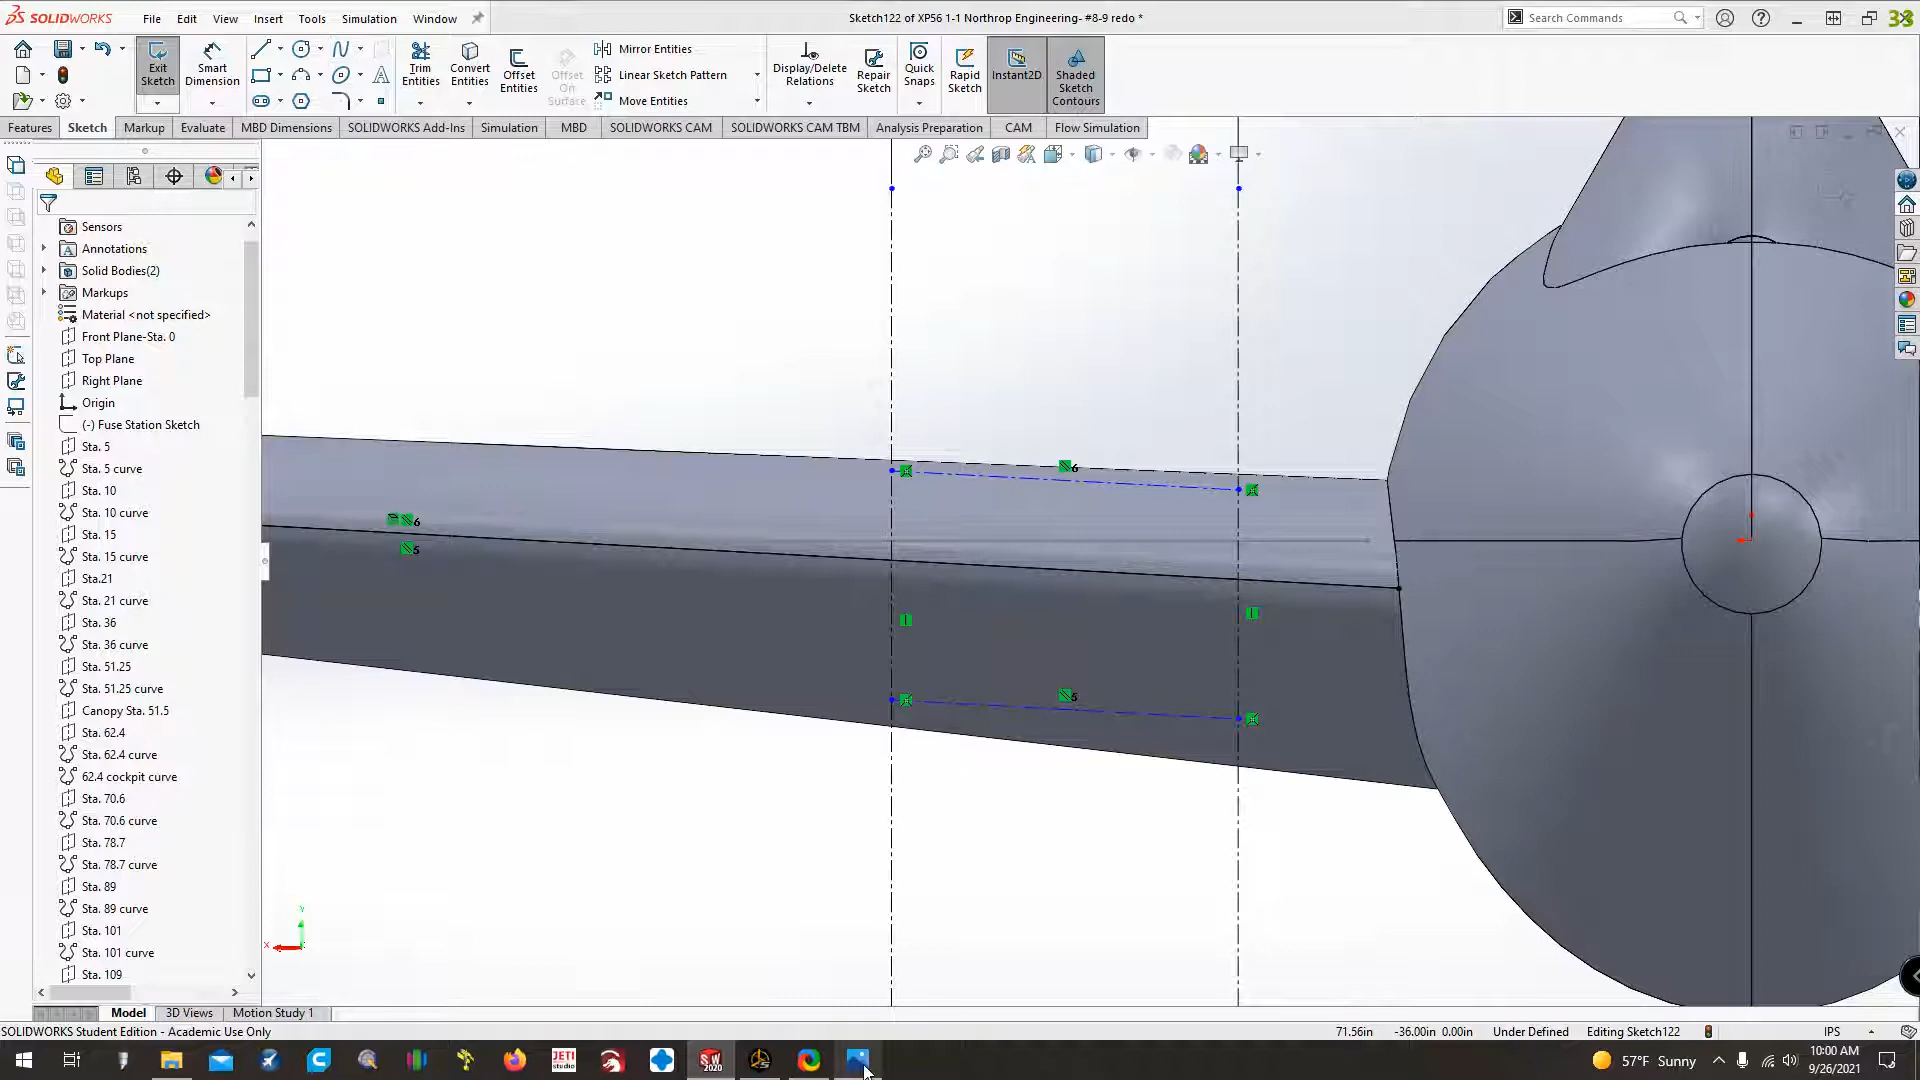 SOLIDWORKS
File
Edit
View
Insert
Tools
Simulation
Window
Sketch122 of XP56 1-1 Northrop Engineering- #8-9 redo *
Search Commands
33
Exit Sketch
Smart Dimension
Trim Entities
Convert Entities
Offset Entities
Offset On Surface
Mirror Entities
Linear Sketch Pattern
Move Entities
Display/Delete Relations
Repair Sketch
Quick Snaps
Rapid Sketch
Instant2D
Shaded Sketch Contours
Features
Sketch
Markup
Evaluate
MBD Dimensions
SOLIDWORKS Add-Ins
Simulation
MBD
SOLIDWORKS CAM
SOLIDWORKS CAM TBM
Analysis Preparation
CAM
Flow Simulation
Sensors
Annotations
Solid Bodies(2)
Markups
Material <not specified>
Front Plane-Sta. 0
Top Plane
Right Plane
Origin
(-) Fuse Station Sketch
Sta. 5
Sta. 5 curve
Sta. 10
Sta. 10 curve
Sta. 15
Sta. 15 curve
Sta.21
Sta. 21 curve
Sta. 36
Sta. 36 curve
Sta. 51.25
Sta. 51.25 curve
Canopy Sta. 51.5
Sta. 62.4
Sta. 62.4 curve
62.4 cockpit curve
Sta. 70.6
Sta. 70.6 curve
Sta. 78.7
Sta. 78.7 curve
Sta. 89
Sta. 89 curve
Sta. 101
Sta. 101 curve
Sta. 109
6
6
5
5
Y
X
Model
3D Views
Motion Study 1
SOLIDWORKS Student Edition - Academic Use Only
71.56in
-36.00in 0.00in
Under Defined
Editing Sketch122
IPS
JETI studio
SW 2020
57°F Sunny
10:00 AM
9/26/2021